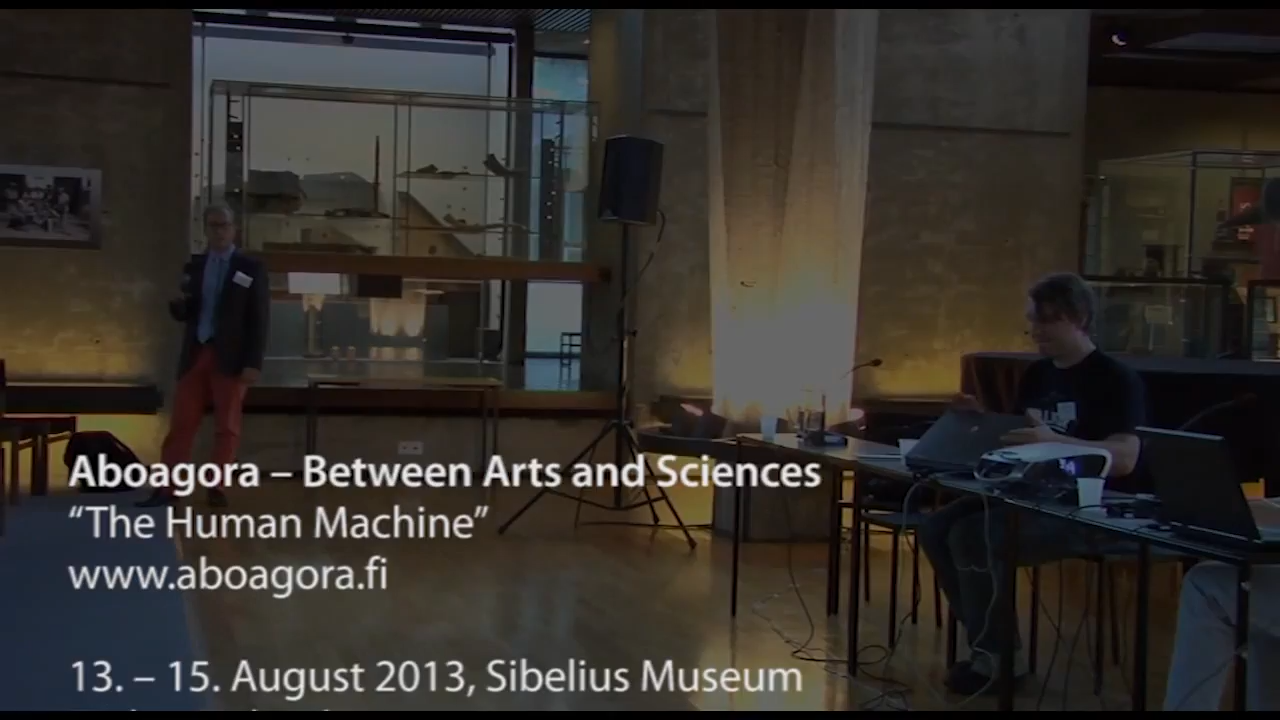 Aboagora – Between Arts and Sciences
“The Human Machine”
www.aboagora.fi
13. – 15. August 2013, Sibelius Museum